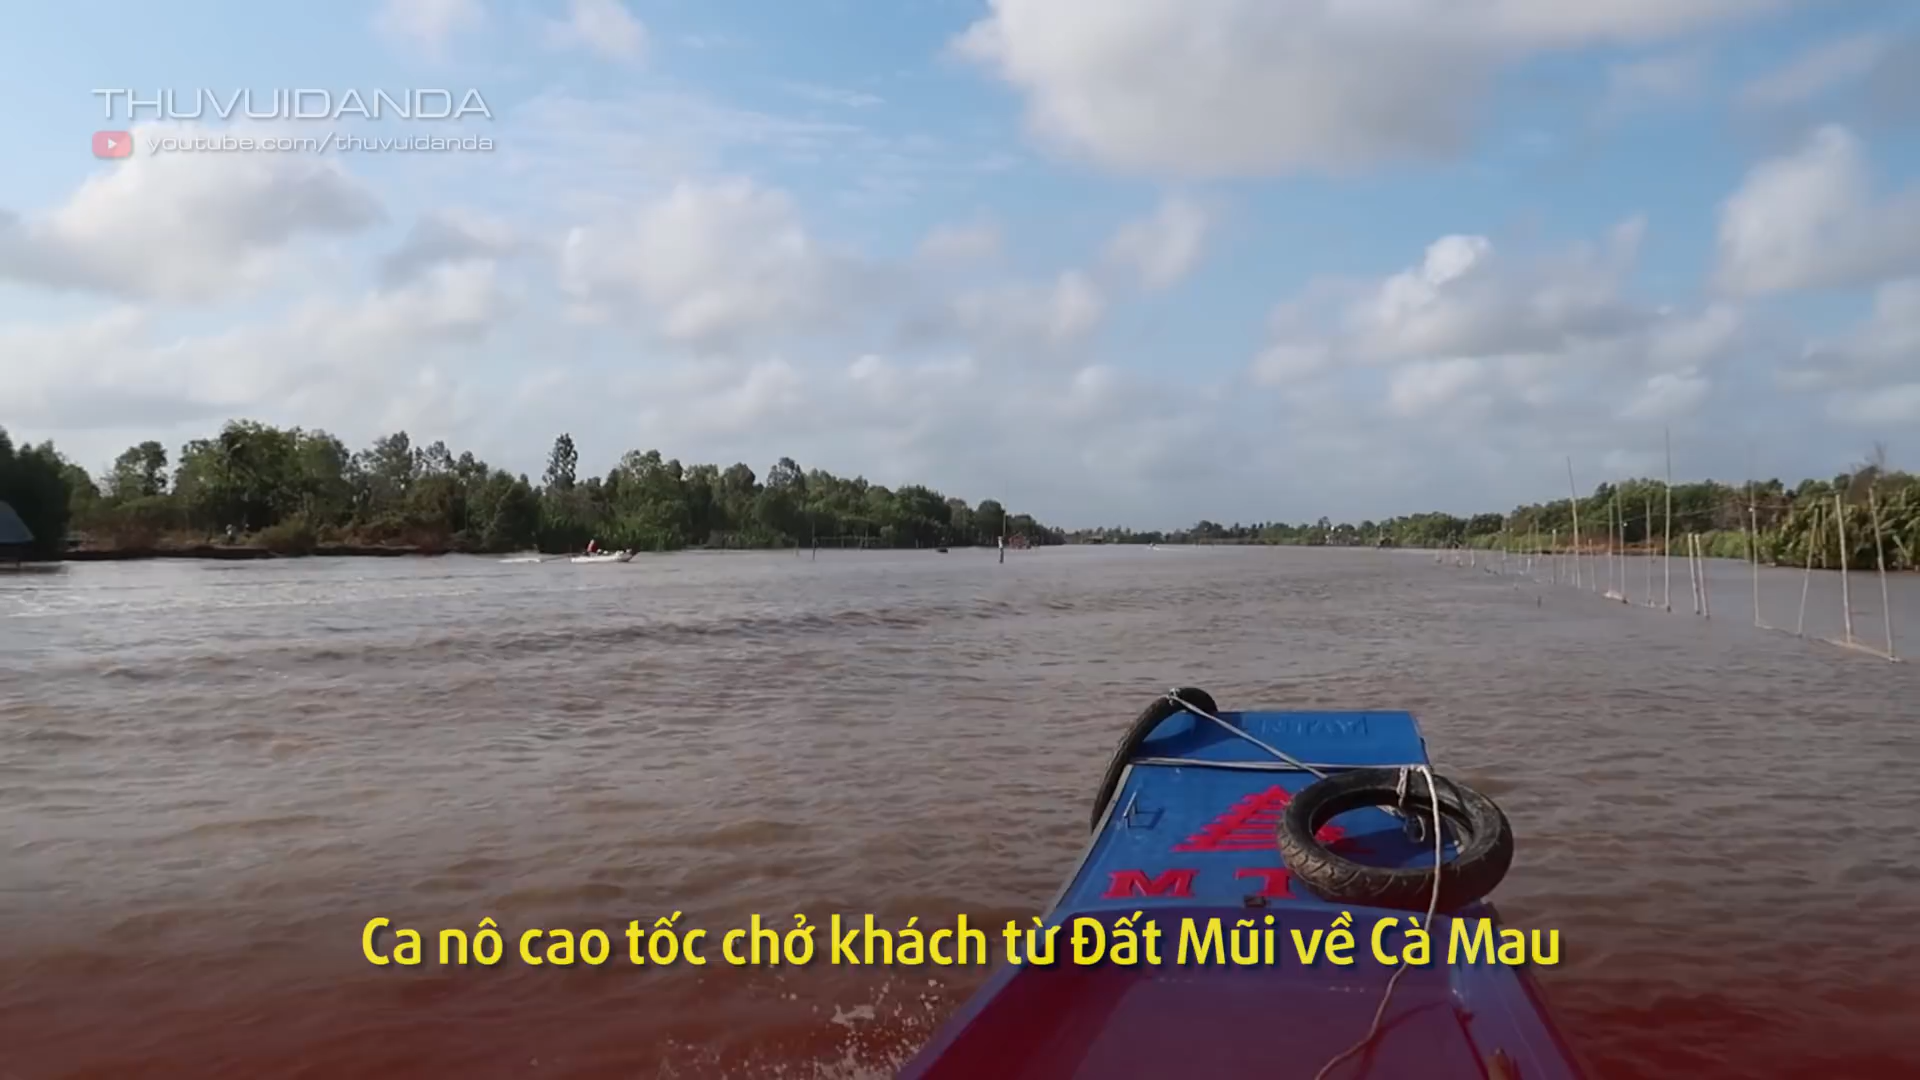 THUVUIDANDA
youtube.com/thuvuidanda
M T
Ca nô cao tốc chở khách từ Đất Mũi về Cà Mau